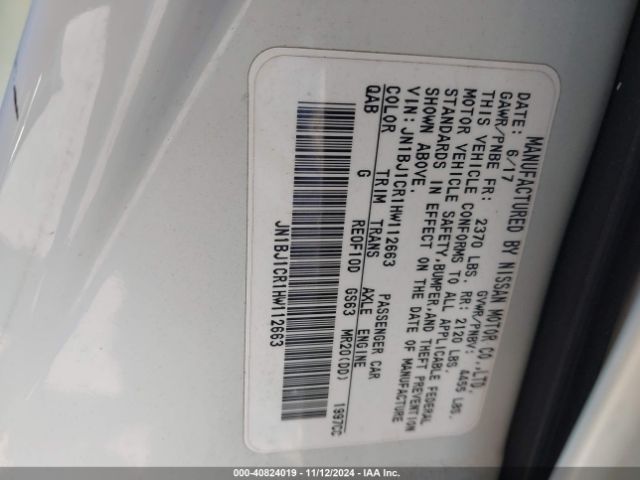 MANUFACTURED BY NISSAN MOTOR CO.,LTD.
DATE: 6/17 GVWR/PNBV: 4455 LBS.
GAWR/PNBE FR: 2370 LBS. RR: 2120 LBS.
THIS VEHICLE CONFORMS TO ALL APPLICABLE FEDERAL
MOTOR VEHICLE SAFETY,BUMPER,AND THEFT PREVENTION
STANDARDS IN EFFECT ON THE DATE OF MANUFACTURE
SHOWN ABOVE.
VIN: JN1BJ1CR1HW112663 PASSENGER CAR
COLOR TRIM TRANS AXLE ENGINE
QAB G RE0F10D GS63 MR20(DD) 1997CC
JN1BJ1CR1HW112663
000-40824019 - 11/12/2024 - IAA Inc.